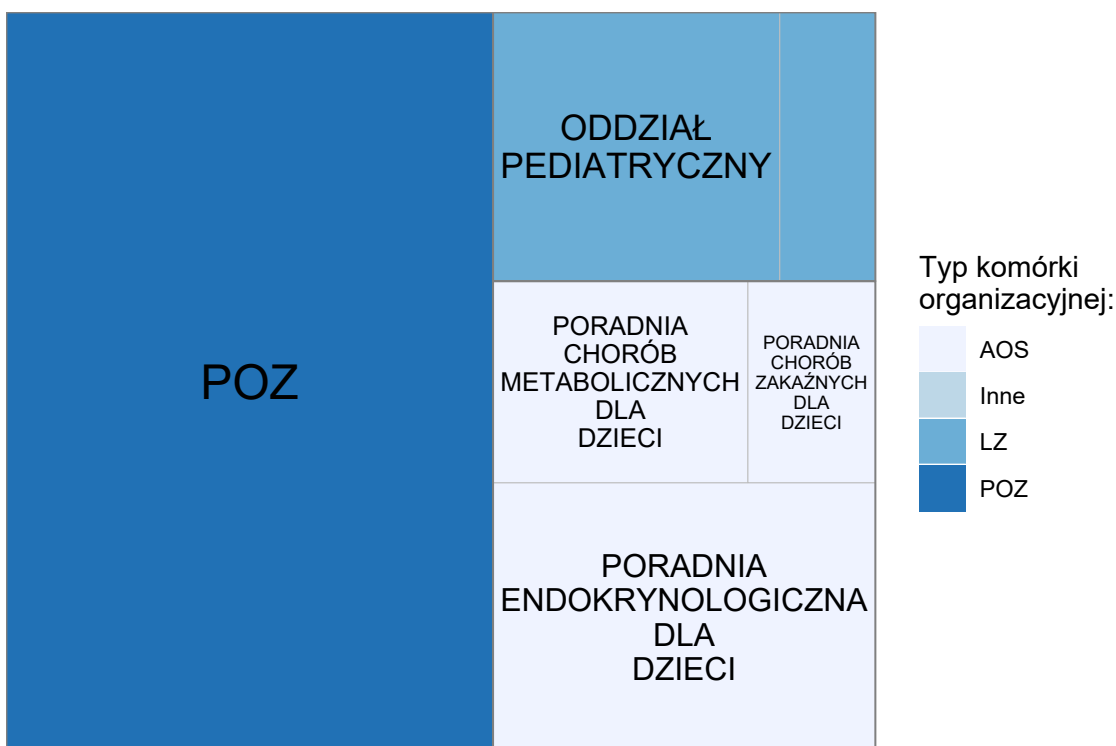 POZ
ODDZIAŁ
PEDIATRYCZNY
PORADNIA
CHORÓB
METABOLICZNYCH
DLA
DZIECI
PORADNIA
CHORÓB
ZAKAŹNYCH
DLA
DZIECI
PORADNIA
ENDOKRYNOLOGICZNA
DLA
DZIECI
Typ komórki
organizacyjnej:
AOS
Inne
LZ
POZ